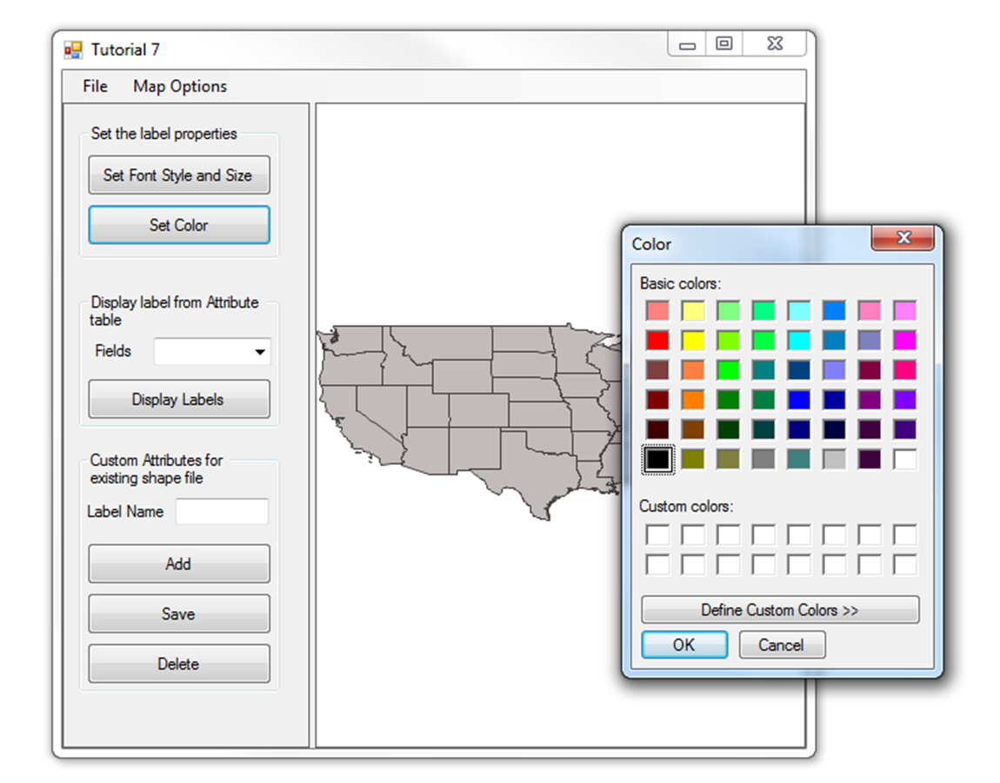 Tutorial 7
File Map Options
Set the label properties
Set Font Style and Size
Set Color
Display label from Attribute
table
Fields
Display Labels
Custom Attributes for
existing shape file
Label Name
Add
Save
Delete
Color
Basic colors:
Custom colors:
Define Custom Colors >>
OK Cancel